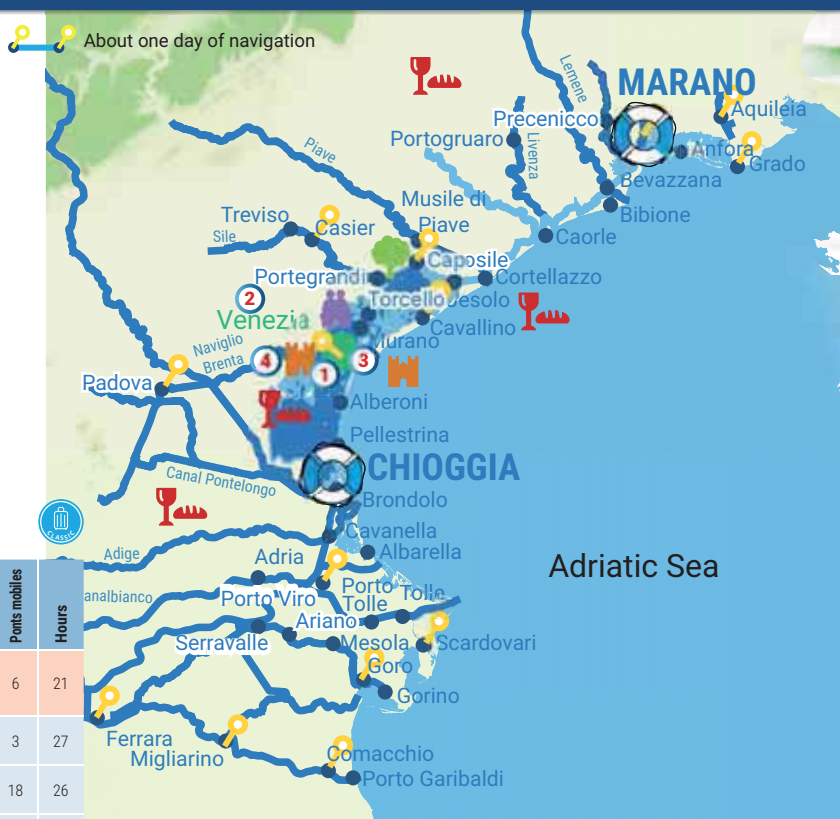 About one day of navigation
MARANO
Lemene
Aquileia
Precenicco
Portogruaro
Livenza
Anfora
Piave
Grado
Bevazzana
Musile di
Piave
Bibione
Treviso
Casier
Sile
Caorle
Caposile
Portegrandi
Cortellazzo
2
Torcello
Jesolo
Venezia
Cavallino
Murano
Naviglio
Brenta
4
1
3
Padova
Alberoni
Pellestrina
CHIOGGIA
Canal Pontelongo
Brondolo
CLASSIC
Cavanella
Adige
Albarella
Adria
Adriatic Sea
Ponts mobiles
Hours
analbianco
Porto Viro
Porto
Tolle
Tolle
Ariano
Serravalle
Mesola
Scardovari
Goro
6
21
Gorino
3
27
Ferrara
Migliarino
Comacchio
18
26
Porto Garibaldi